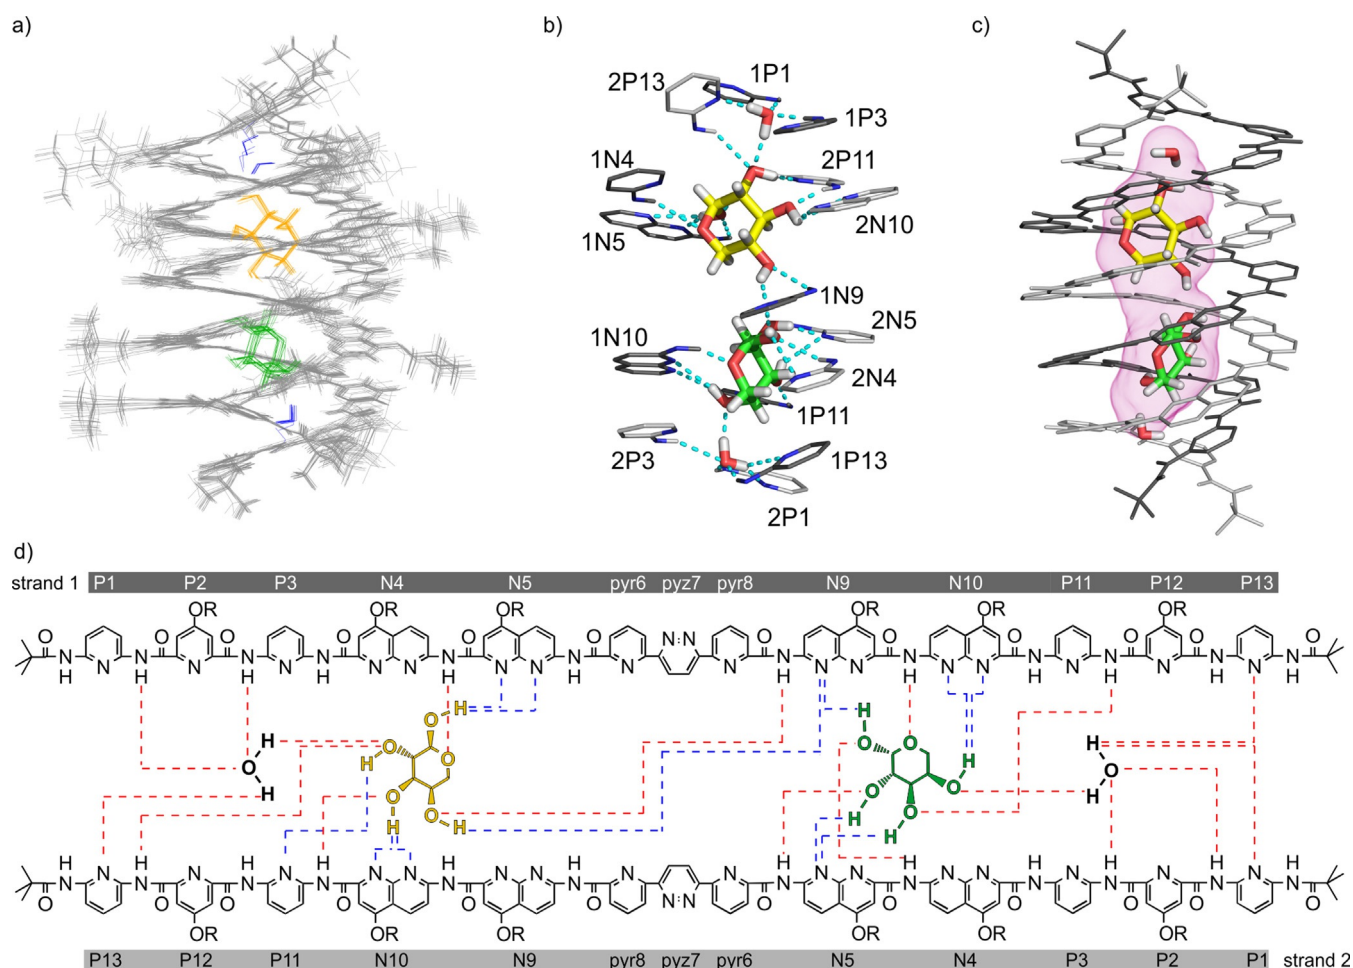 a)
b)
c)
2P13
1P1
1P3
1N4
2P11
1N5
2N10
1N9
2N5
1N10
2N4
1P11
2P3
1P13
2P1
d)
strand 1 P1 P2 P3 N4 N5 pyr6 pyz7 pyr8 N9 N10 P11 P12 P13
OR OR OR OR OR OR
O O O O O O O O O O O O
N H N N H N N H N N H N N N H N N N H N N N N N H N N N H N N N H N N H N N H N N H
H O H O O O H O H
H O H
O H O H
O H
H O O H
H O O H
O H
O H
H H H H H H H H H H H H
N N N N N N N N N N N N N N N N N N N N N N N N N N N N N N
O O O O O O O O O O O O
OR OR OR OR OR OR
P13 P12 P11 N10 N9 pyr8 pyz7 pyr6 N5 N4 P3 P2 P1 strand 2